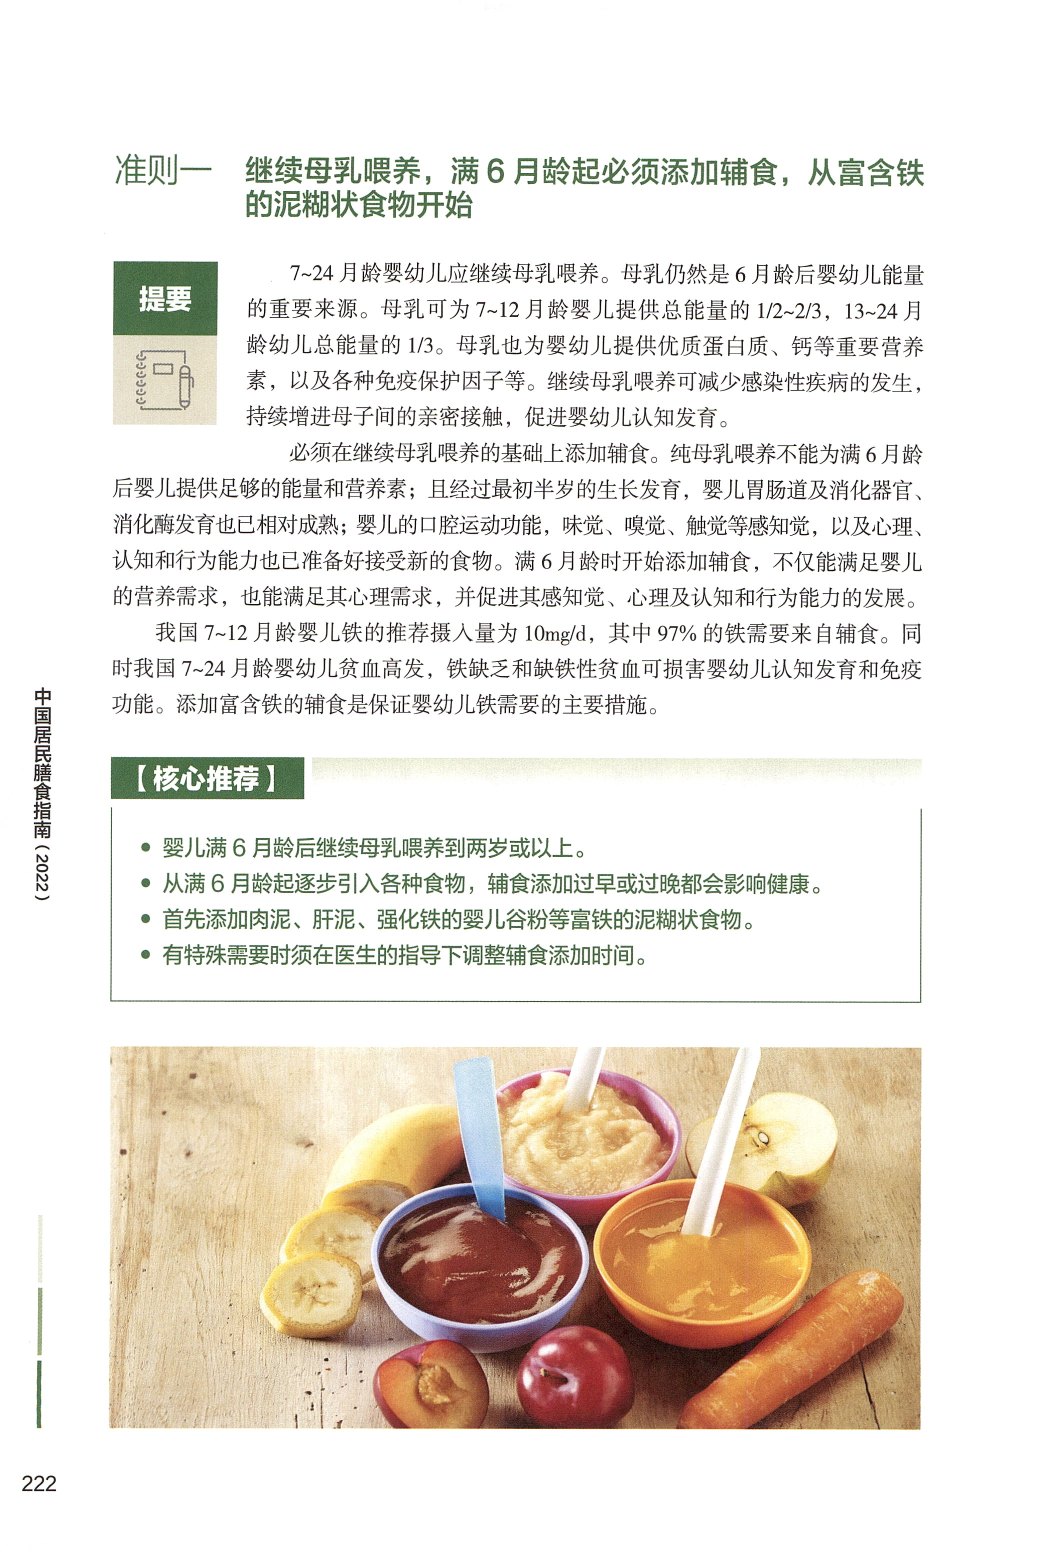 准则一 继续母乳喂养，满 6 月龄起必须添加辅食，从富含铁
的泥糊状食物开始
提要
7~24 月龄婴幼儿应继续母乳喂养。母乳仍然是 6 月龄后婴幼儿能量
的重要来源。母乳可为 7~12 月龄婴儿提供总能量的 1/2~2/3，13~24 月
龄幼儿总能量的 1/3。母乳也为婴幼儿提供优质蛋白质、钙等重要营养
素，以及各种免疫保护因子等。继续母乳喂养可减少感染性疾病的发生，
持续增进母子间的亲密接触，促进婴幼儿认知发育。
必须在继续母乳喂养的基础上添加辅食。纯母乳喂养不能为满 6 月龄
后婴儿提供足够的能量和营养素；且经过最初半岁的生长发育，婴儿胃肠道及消化器官、
消化酶发育也已相对成熟；婴儿的口腔运动功能，味觉、嗅觉、触觉等感知觉，以及心理、
认知和行为能力也已准备好接受新的食物。满 6 月龄时开始添加辅食，不仅能满足婴儿
的营养需求，也能满足其心理需求，并促进其感知觉、心理及认知和行为能力的发展。
我国 7~12 月龄婴儿铁的推荐摄入量为 10mg/d，其中 97% 的铁需要来自辅食。同
时我国 7~24 月龄婴幼儿贫血高发，铁缺乏和缺铁性贫血可损害婴幼儿认知发育和免疫
功能。添加富含铁的辅食是保证婴幼儿铁需要的主要措施。
【核心推荐】
• 婴儿满 6 月龄后继续母乳喂养到两岁或以上。
• 从满 6 月龄起逐步引入各种食物，辅食添加过早或过晚都会影响健康。
• 首先添加肉泥、肝泥、强化铁的婴儿谷粉等富铁的泥糊状食物。
• 有特殊需要时须在医生的指导下调整辅食添加时间。
中国居民膳食指南（2022）
222